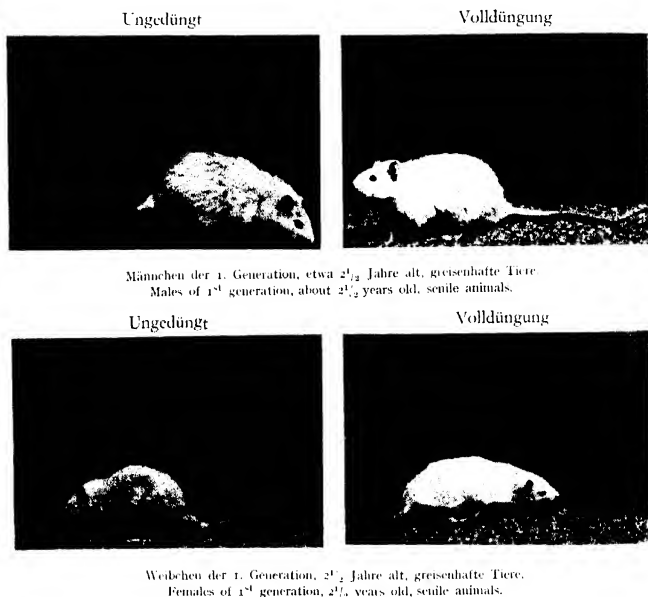 Ungedüngt Volldüngung
Männchen der 1. Generation, etwa 2¹/₂ Jahre alt, greisenhafte Tiere.
Males of 1ˢᵗ generation, about 2¹/₂ years old, senile animals.
Ungedüngt Volldüngung
Weibchen der 1. Generation, 2¹/₂ Jahre alt, greisenhafte Tiere.
Females of 1ˢᵗ generation, 2¹/₂ years old, senile animals.